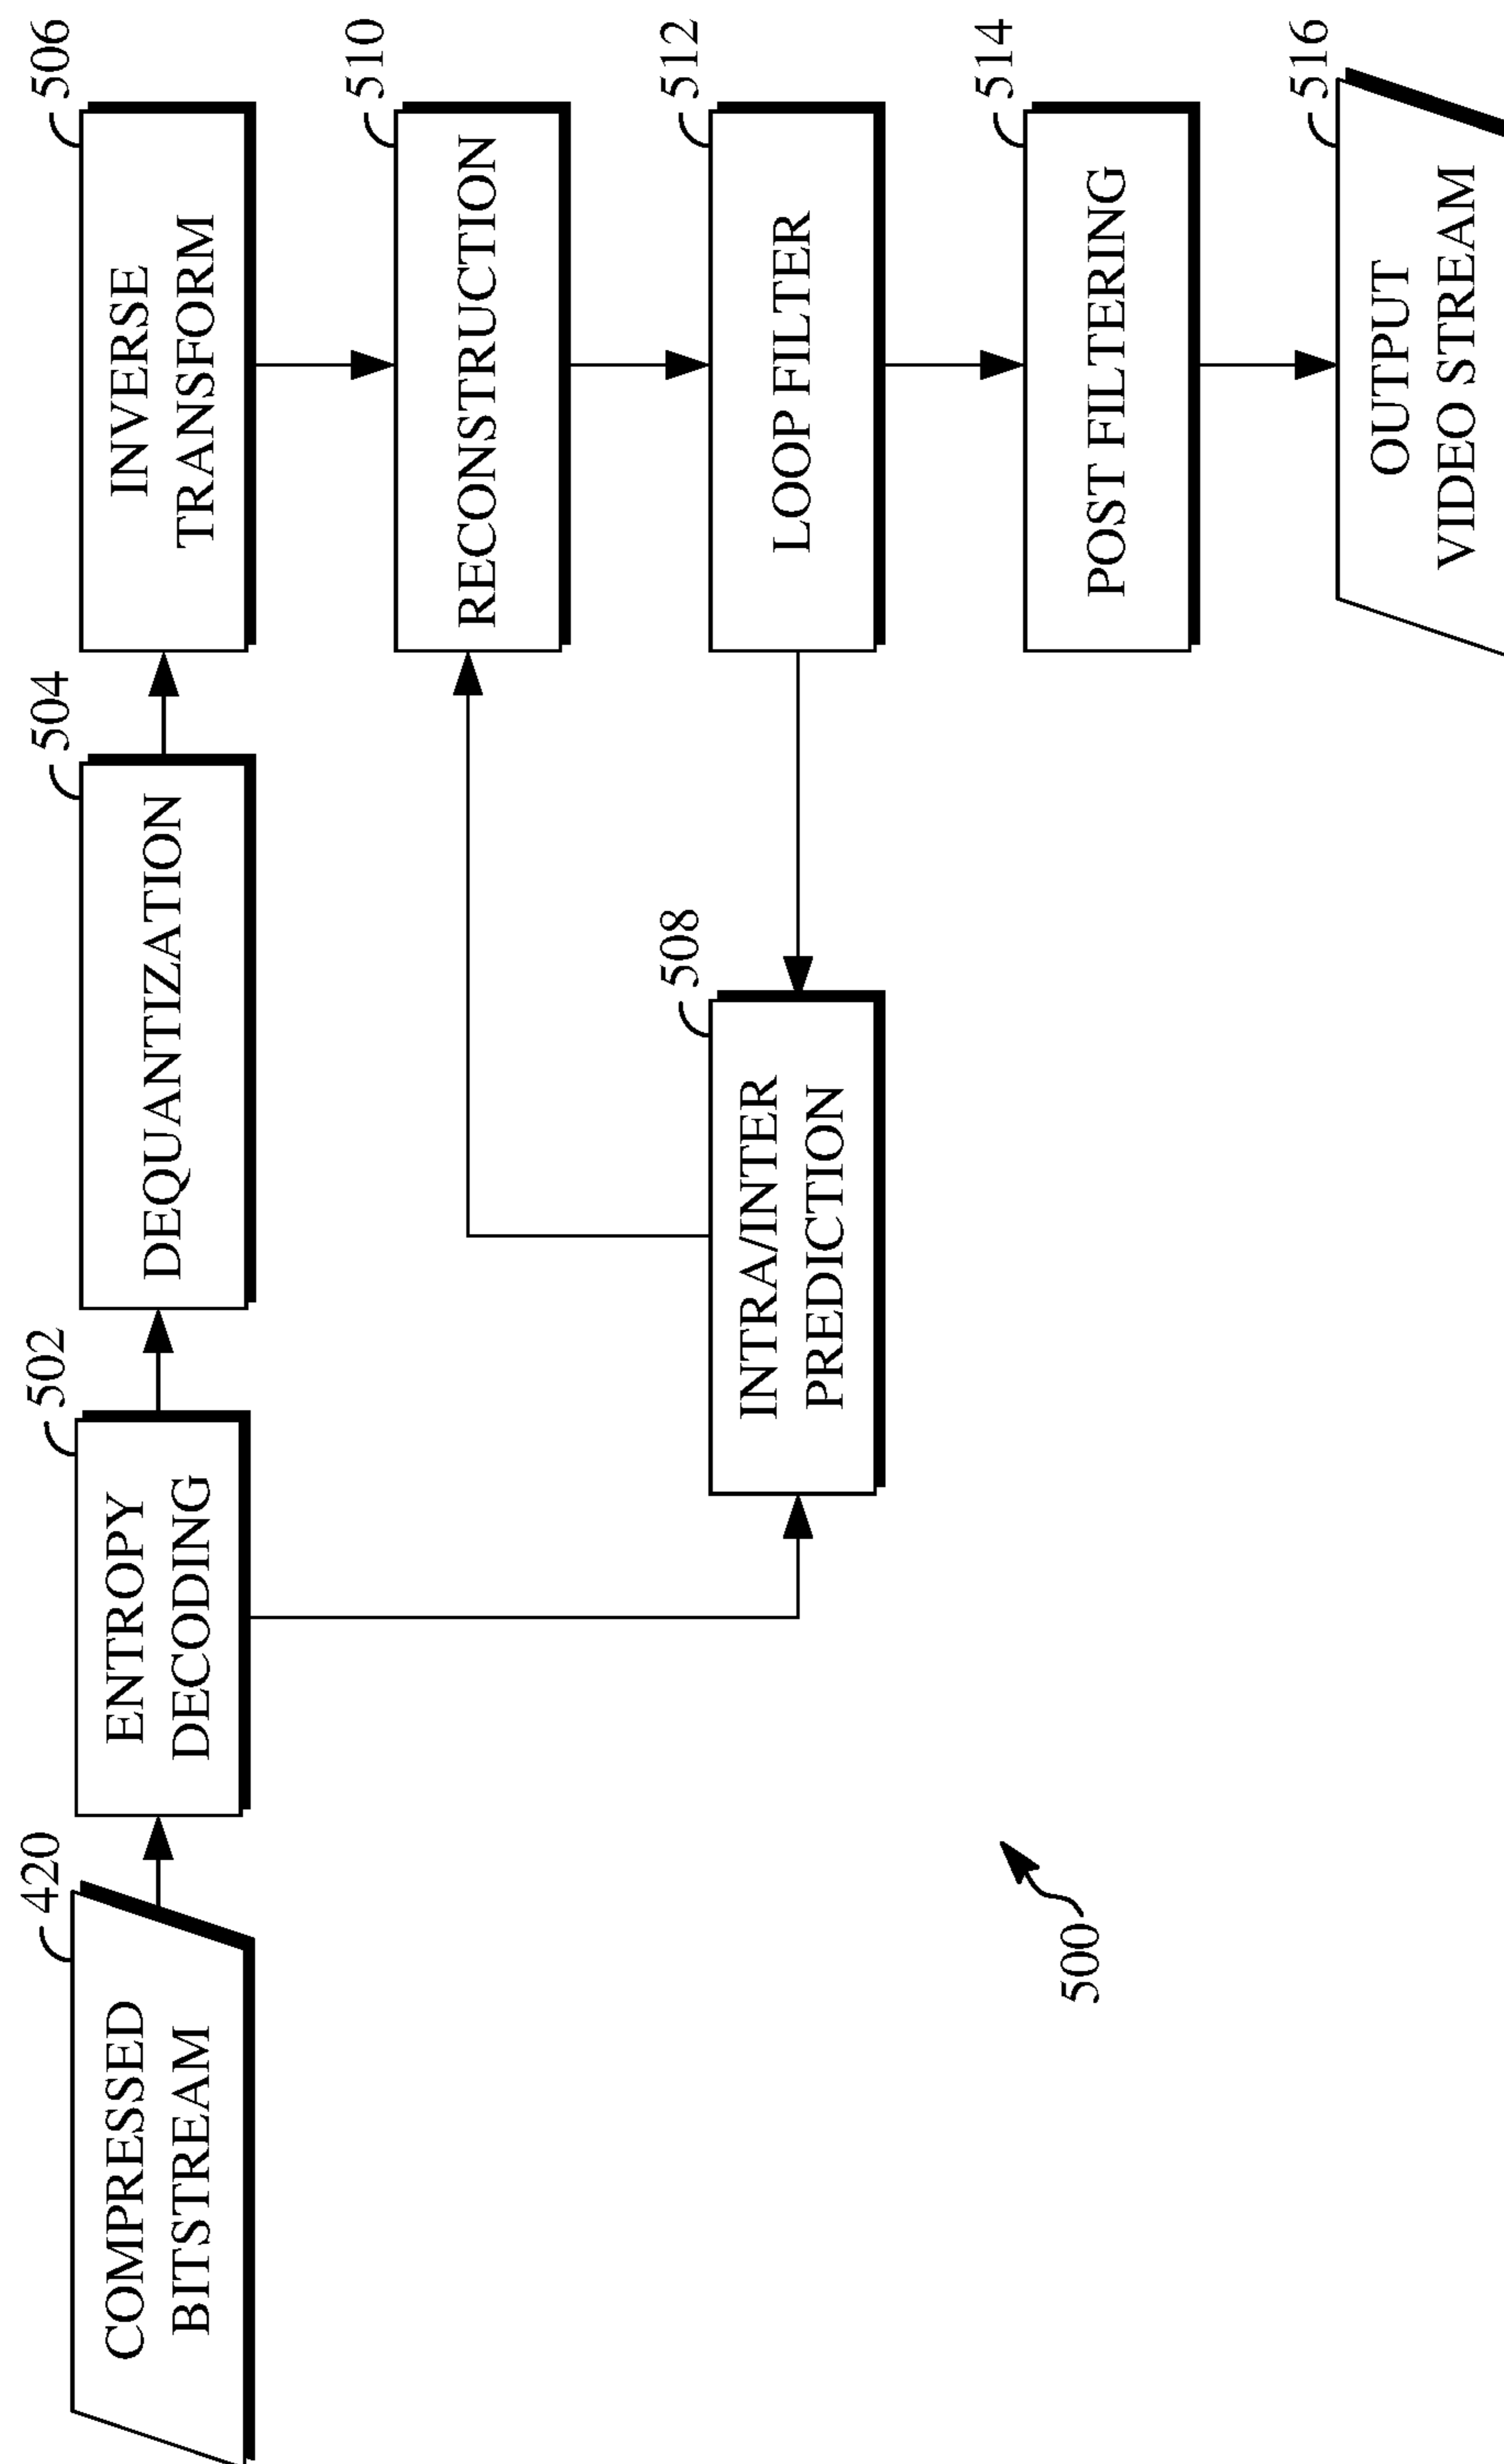 420
COMPRESSED
BITSTREAM
502
ENTROPY
DECODING
504
DEQUANTIZATION
506
INVERSE
TRANSFORM
510
RECONSTRUCTION
508
INTRA/INTER
PREDICTION
512
LOOP FILTER
514
POST FILTERING
516
OUTPUT
VIDEO STREAM
500